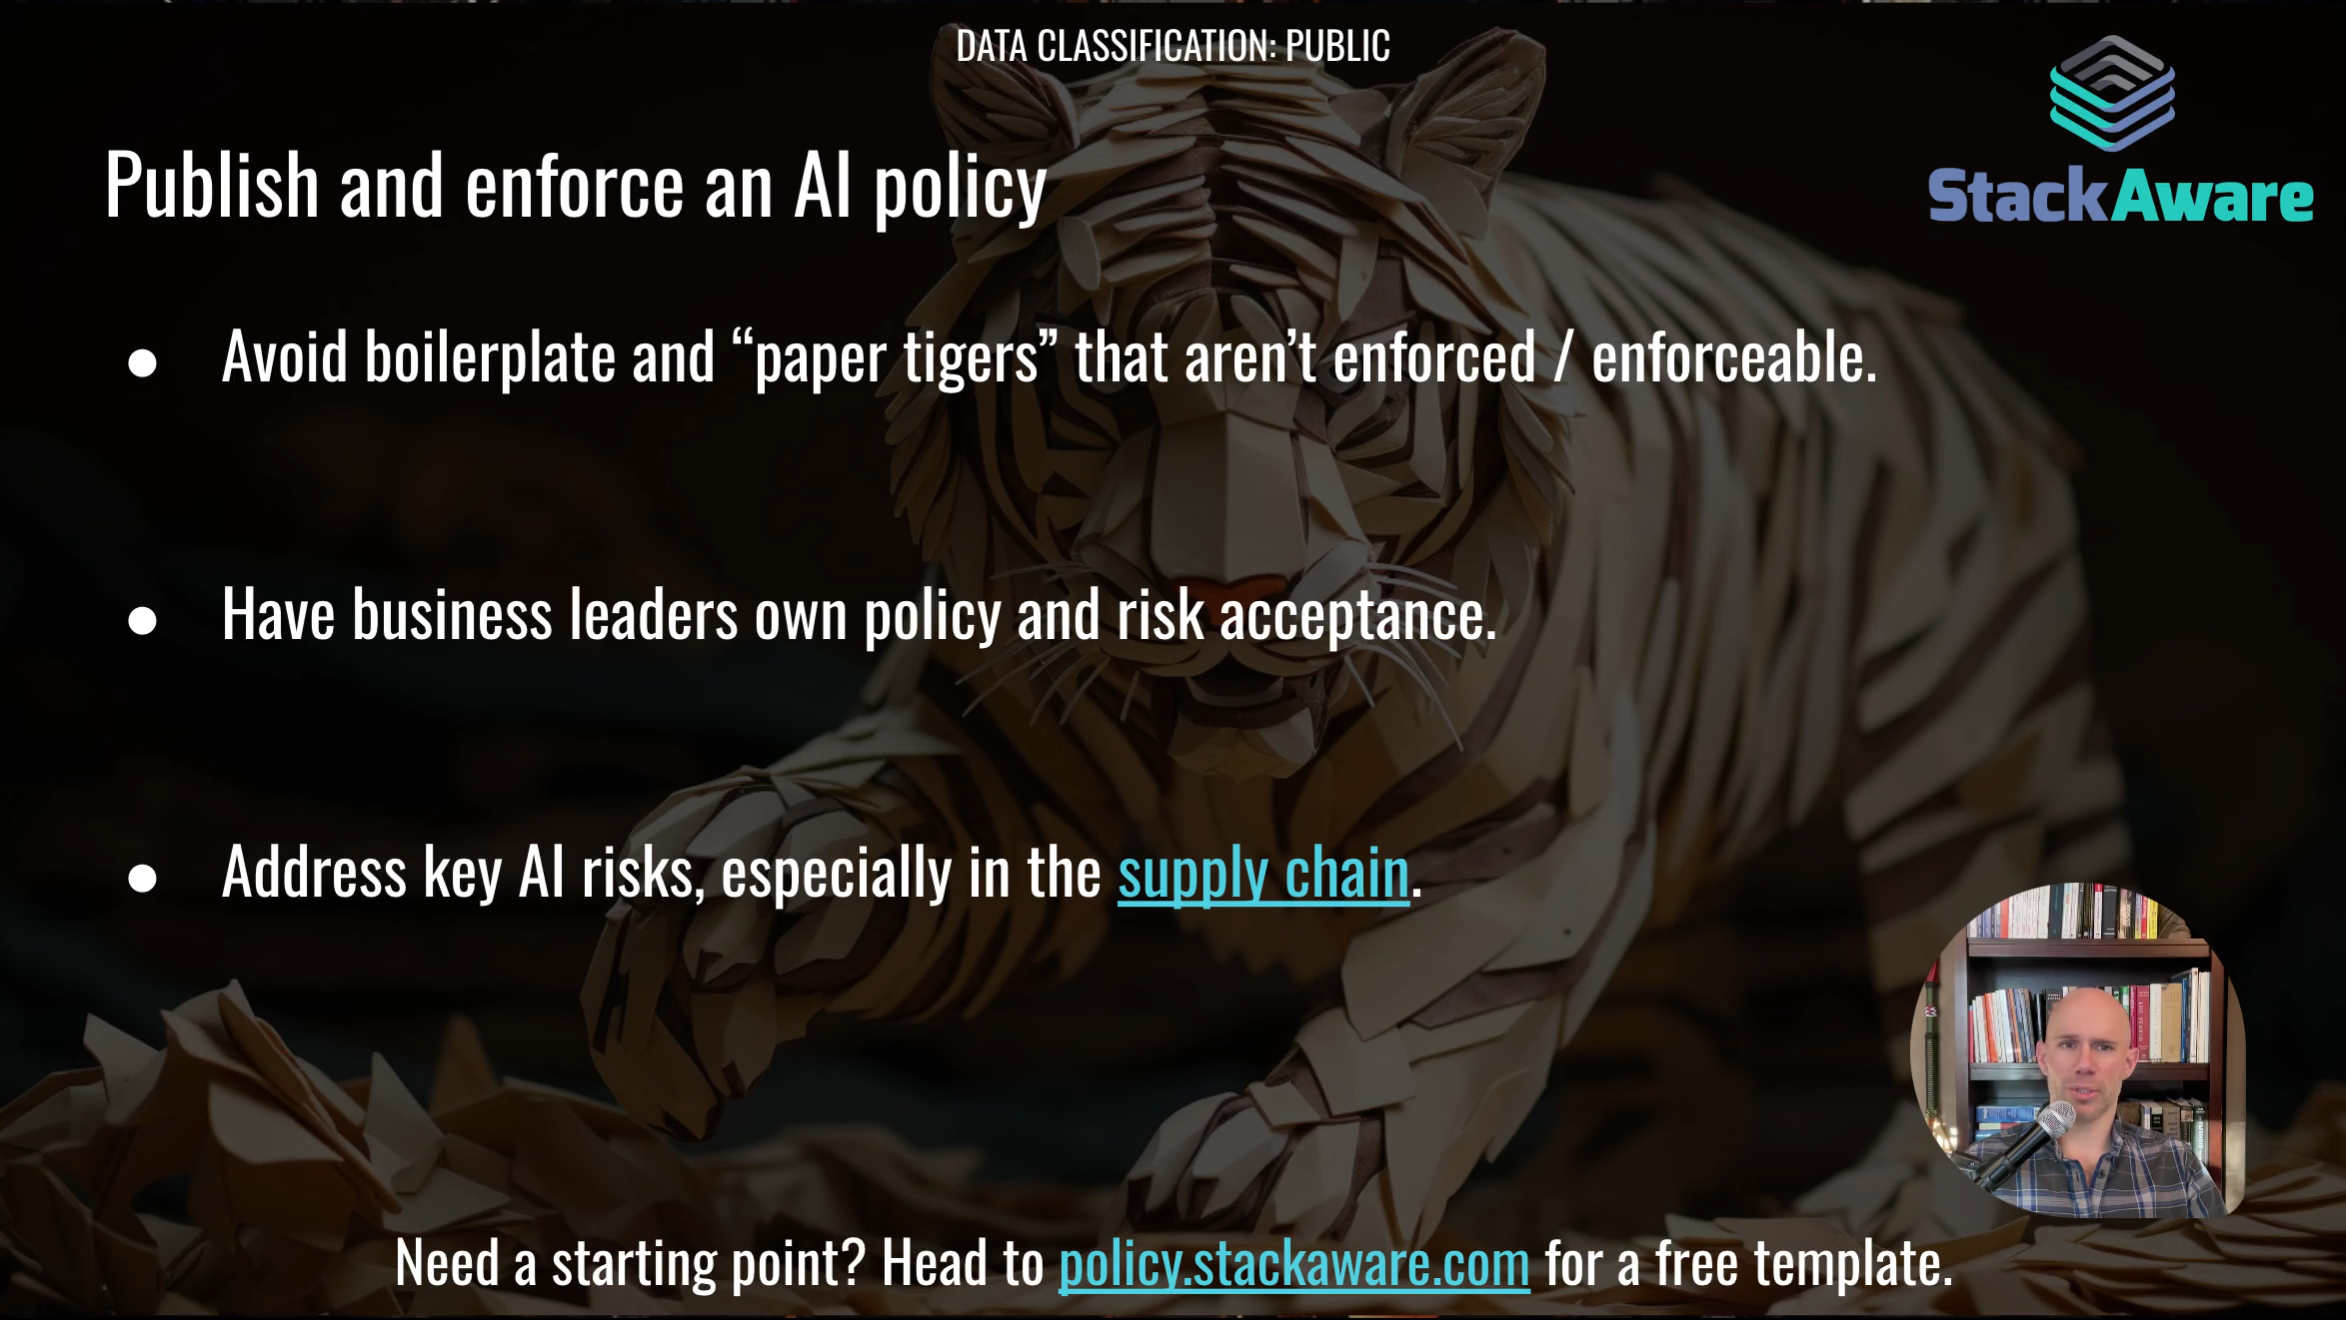 DATA CLASSIFICATION: PUBLIC
StackAware
Publish and enforce an AI policy
● Avoid boilerplate and “paper tigers” that aren’t enforced / enforceable.
● Have business leaders own policy and risk acceptance.
● Address key AI risks, especially in the supply chain.
Need a starting point? Head to policy.stackaware.com for a free template.